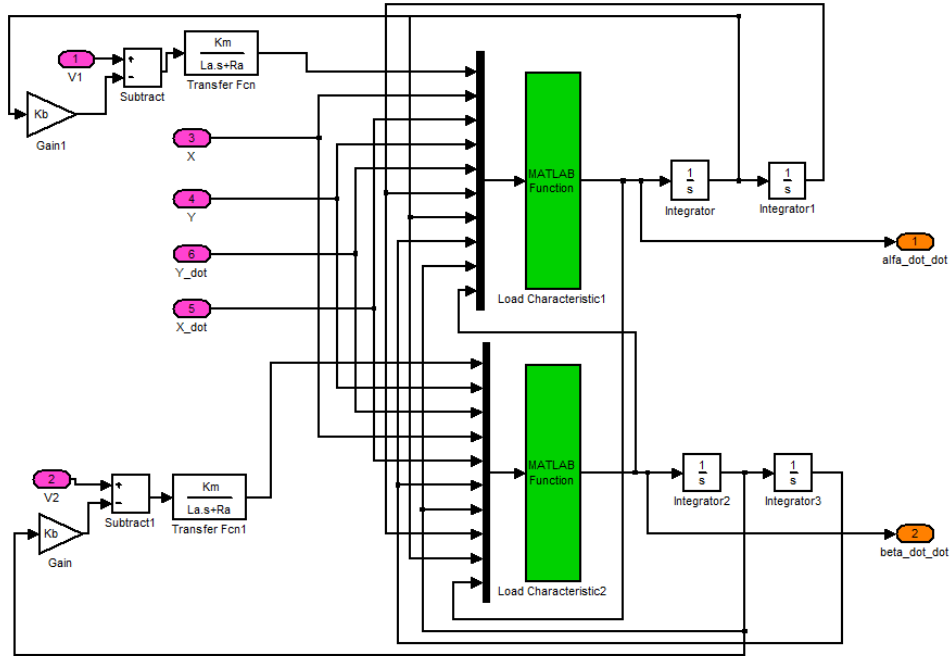 1
V1
+
−
Subtract
Km
La.s+Ra
Transfer Fcn
Kb
Gain1
3
X
4
Y
6
Y_dot
5
X_dot
MATLAB
Function
Load Characteristic1
1
s
Integrator
1
s
Integrator1
1
alfa_dot_dot
2
V2
+
−
Subtract1
Km
La.s+Ra
Transfer Fcn1
Kb
Gain
MATLAB
Function
Load Characteristic2
1
s
Integrator2
1
s
Integrator3
2
beta_dot_dot